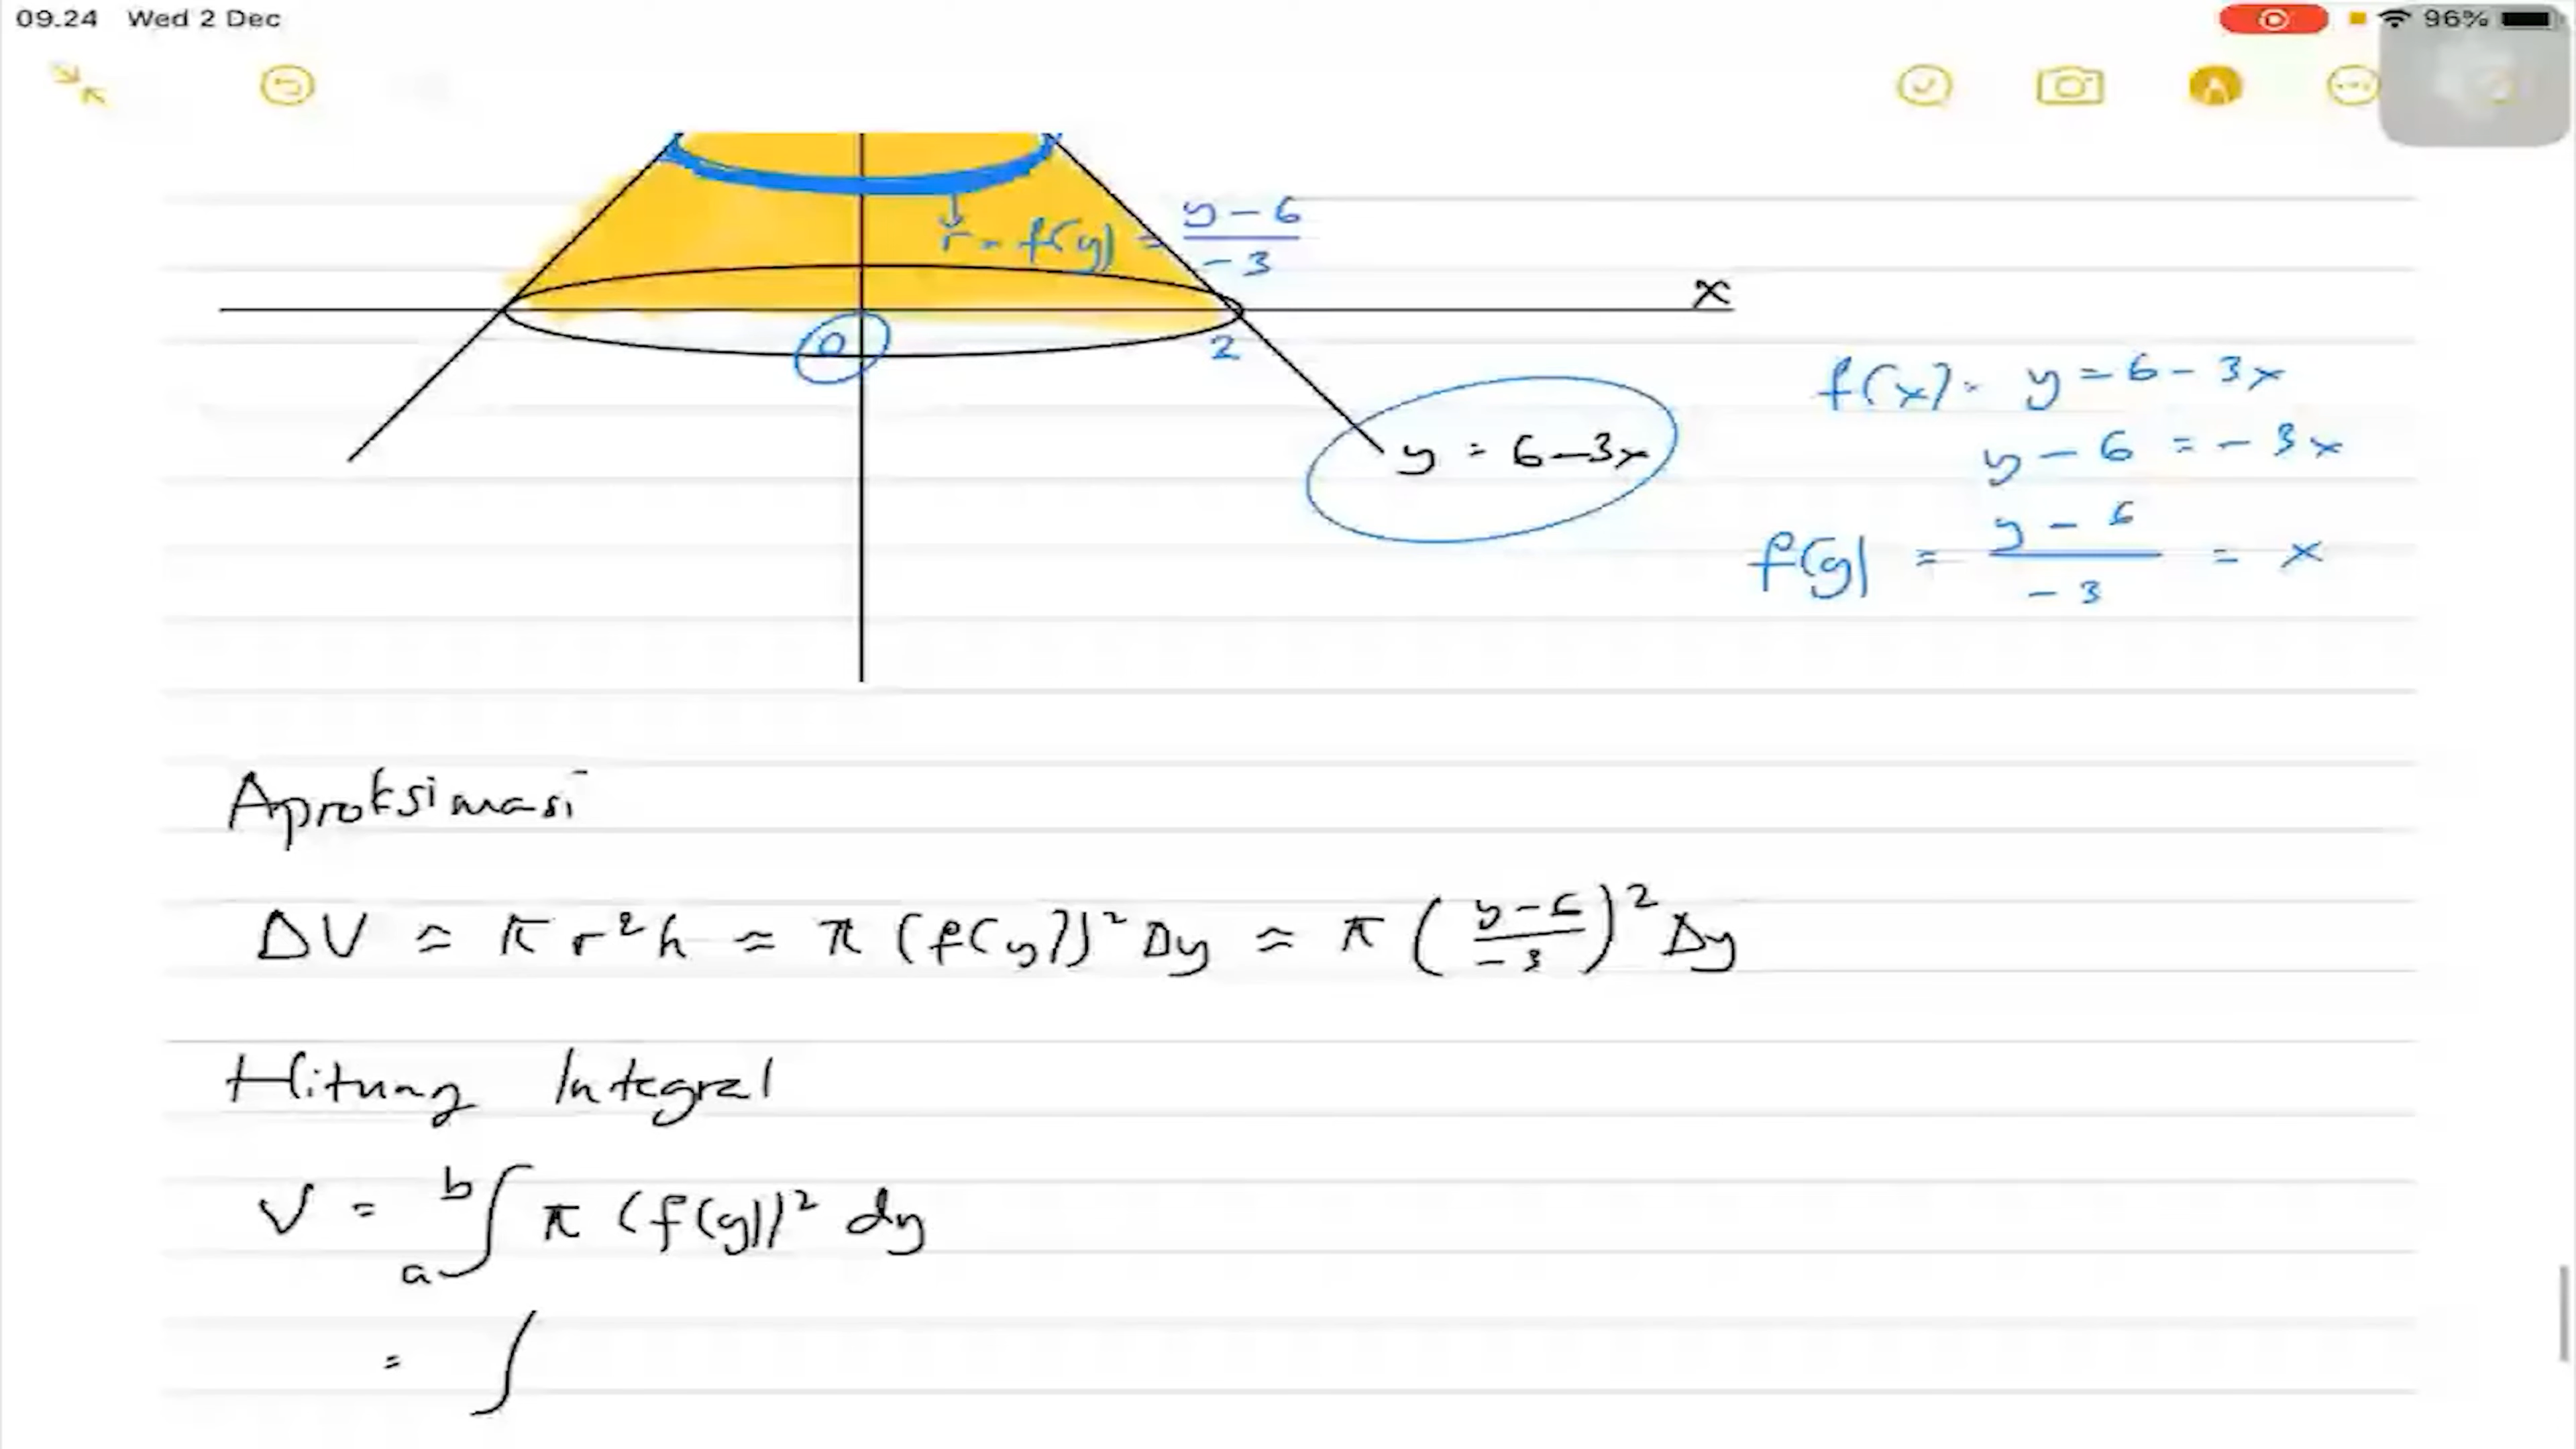 09.24 Wed 2 Dec 96%
r = f(y) = y - 6 / -3
x
0 2
f(x) = y = 6 - 3x
y = 6 - 3x
y - 6 = -3x
f(y) = y - 6 / -3 = x
Aproksimasi
ΔV ≈ π r² h ≈ π (f(y))² Δy ≈ π (y-6 / -3)² Δy
Hitung Integral
V = a∫b π (f(y))² dy
= ∫